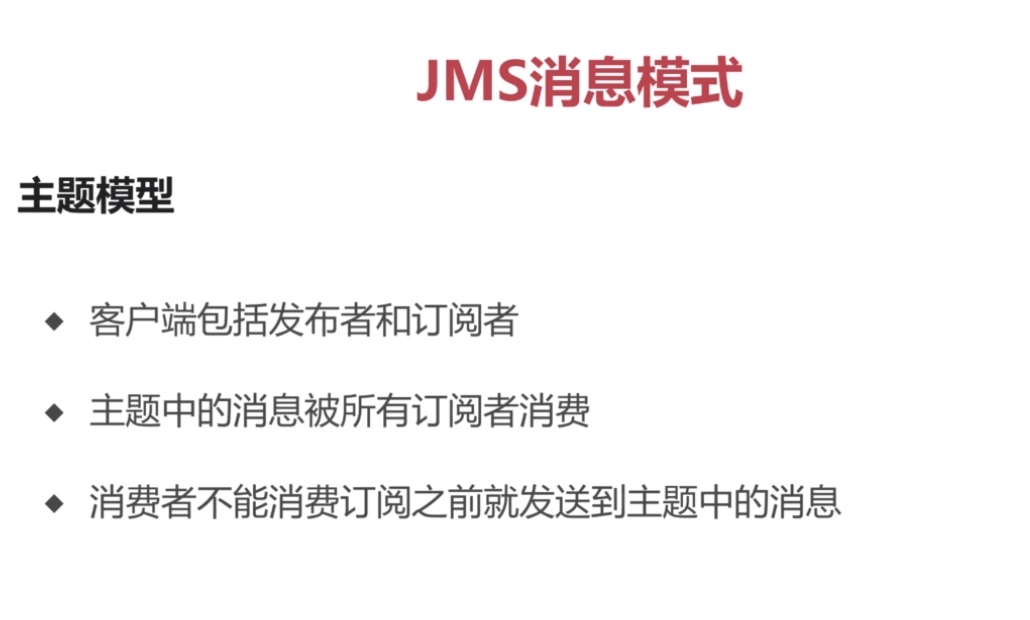 JMS消息模式
主题模型
◆ 客户端包括发布者和订阅者
◆ 主题中的消息被所有订阅者消费
◆ 消费者不能消费订阅之前就发送到主题中的消息